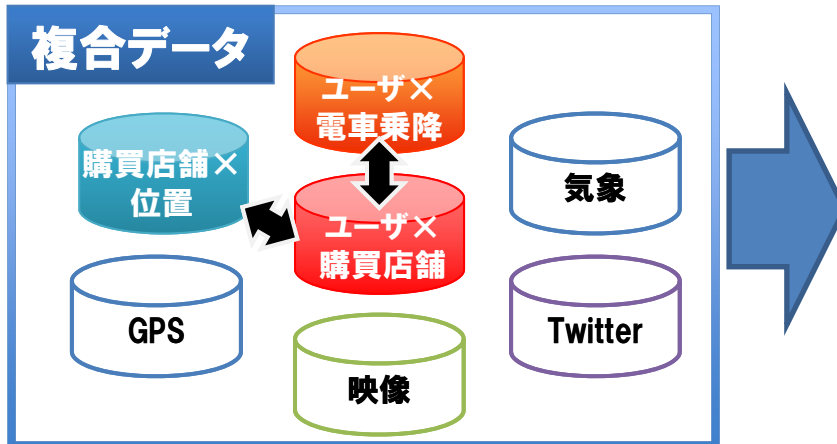 複合データ
ユーザ×
電車乗降
購買店舗×
位置
気象
ユーザ×
購買店舗
GPS
Twitter
映像